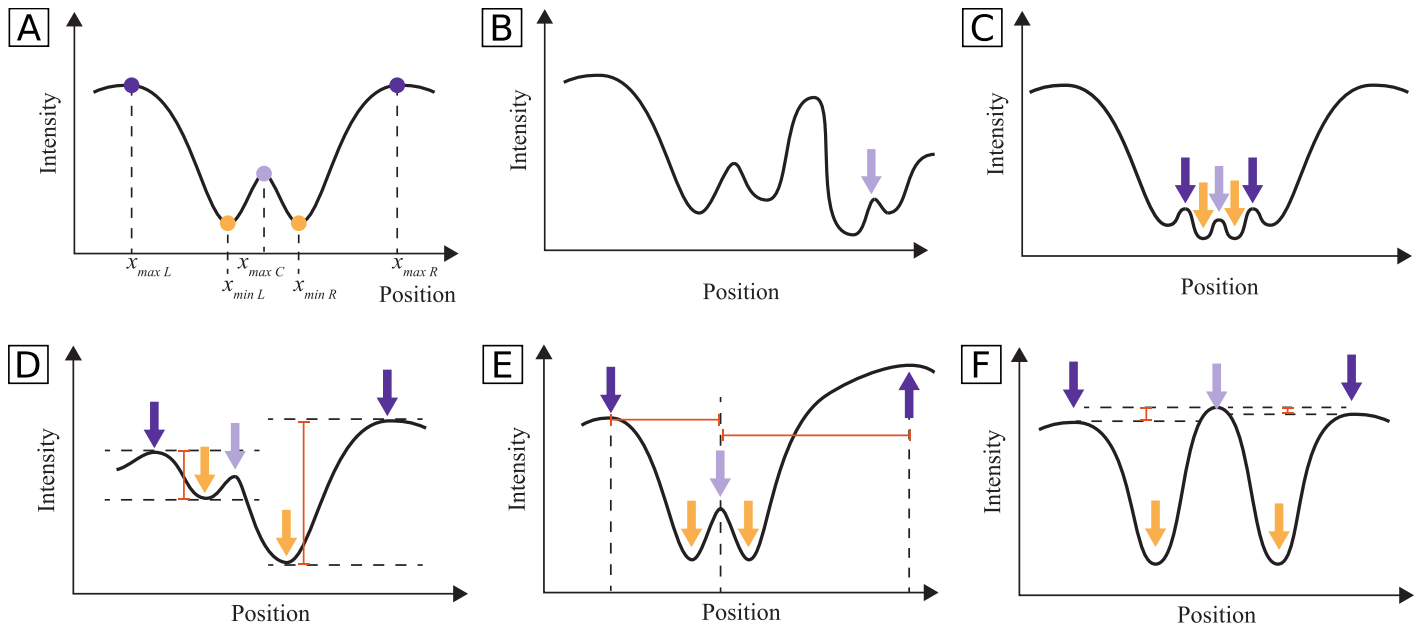 A
Intensity
x max L
x max C
x max R
x min L
x min R
Position
B
Intensity
Position
C
Intensity
Position
D
Intensity
Position
E
Intensity
Position
F
Intensity
Position